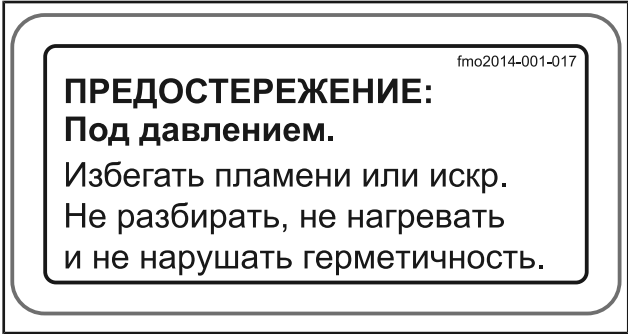 fmo2014-001-017
ПРЕДОСТЕРЕЖЕНИЕ:
Под давлением.
Избегать пламени или искр.
Не разбирать, не нагревать
и не нарушать герметичность.